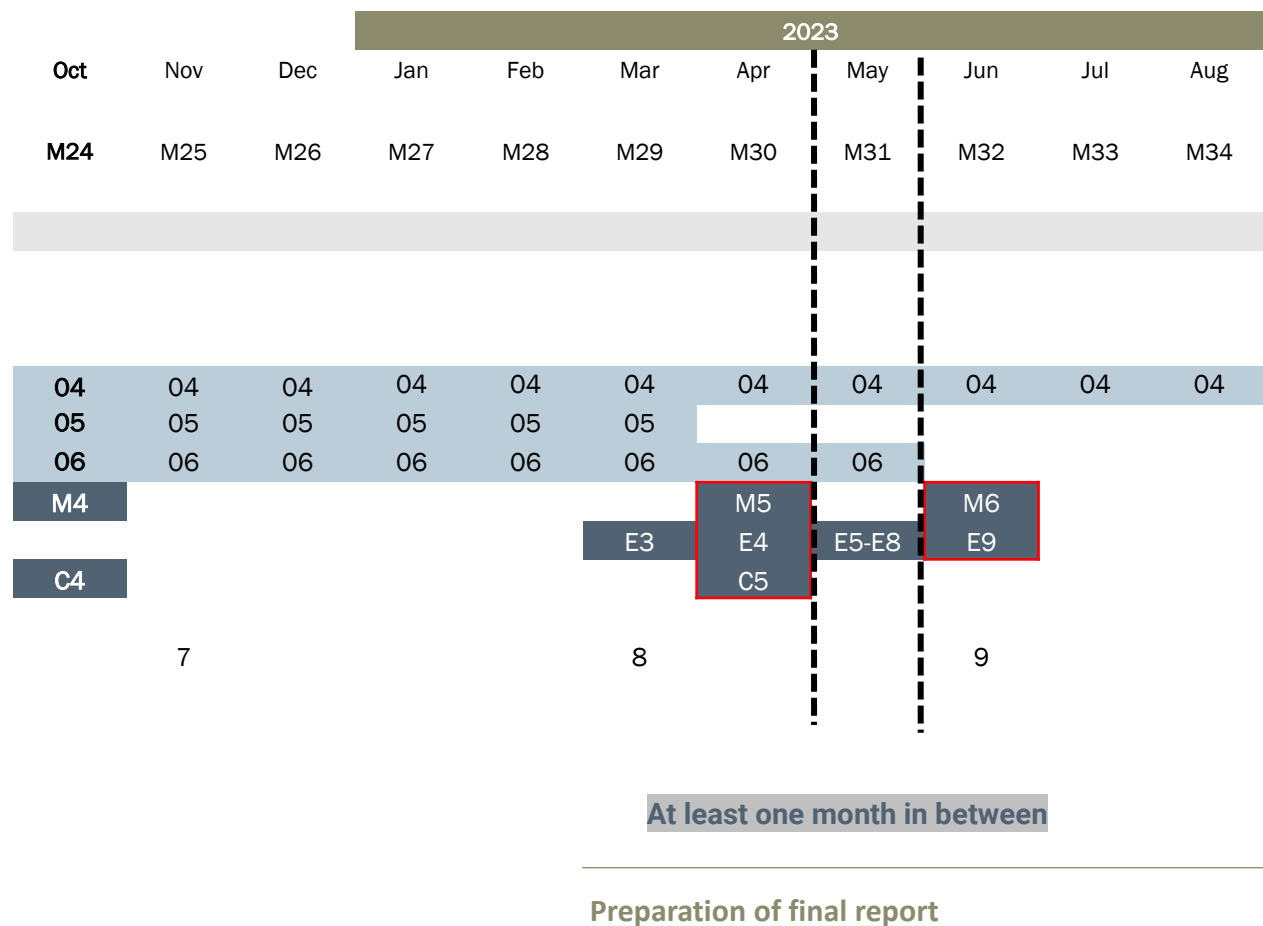 2023
Oct Nov Dec Jan Feb Mar Apr May Jun Jul Aug
M24 M25 M26 M27 M28 M29 M30 M31 M32 M33 M34
04 04 04 04 04 04 04 04 04 04 04
05 05 05 05 05 05
06 06 06 06 06 06 06 06
M4 M5 M6
E3 E4 E5-E8 E9
C4 C5
7 8 9
At least one month in between
Preparation of final report